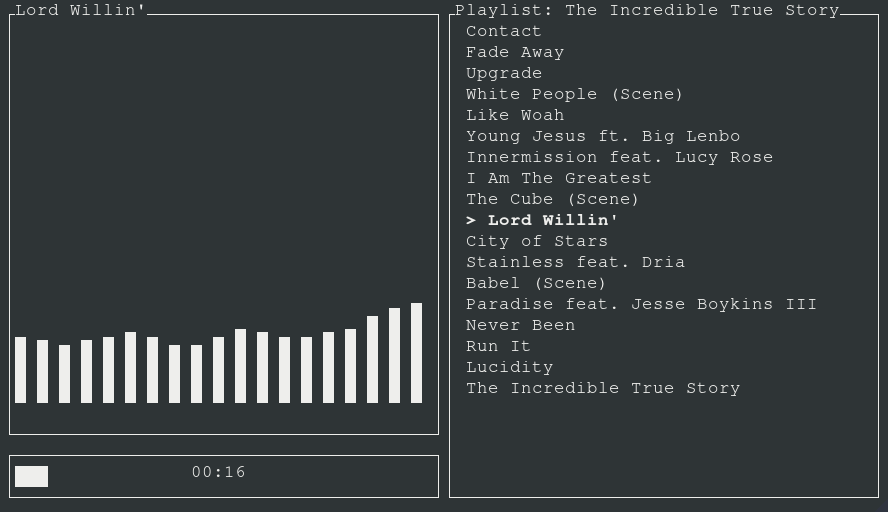 Lord Willin'
00:16
Playlist: The Incredible True Story
Contact
Fade Away
Upgrade
White People (Scene)
Like Woah
Young Jesus ft. Big Lenbo
Innermission feat. Lucy Rose
I Am The Greatest
The Cube (Scene)
> Lord Willin'
City of Stars
Stainless feat. Dria
Babel (Scene)
Paradise feat. Jesse Boykins III
Never Been
Run It
Lucidity
The Incredible True Story